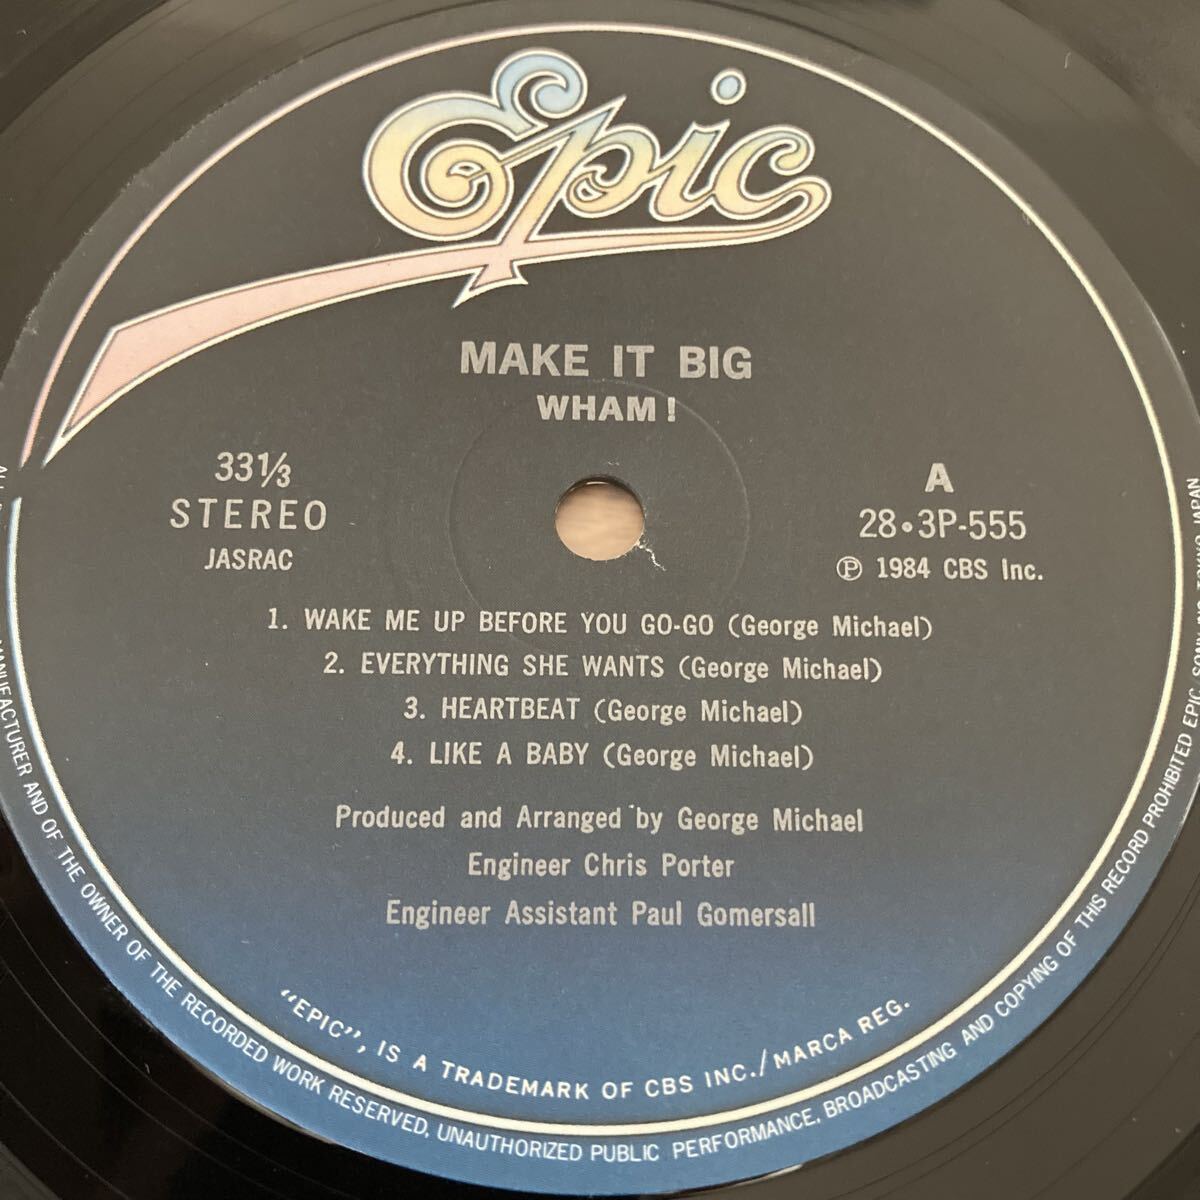 Epic
MAKE IT BIG
WHAM!
33 1/3
STEREO
JASRAC
A
28・3P-555
Ⓟ 1984 CBS Inc.
1. WAKE ME UP BEFORE YOU GO-GO (George Michael)
2. EVERYTHING SHE WANTS (George Michael)
3. HEARTBEAT (George Michael)
4. LIKE A BABY (George Michael)
Produced and Arranged by George Michael
Engineer Chris Porter
Engineer Assistant Paul Gomersall
"EPIC", IS A TRADEMARK OF CBS INC./MARCA REG.
MANUFACTURER AND OF THE OWNER OF THE RECORDED WORK RESERVED. UNAUTHORIZED PUBLIC PERFORMANCE, BROADCASTING AND COPYING OF THIS RECORD PROHIBITED EPIC JAPAN